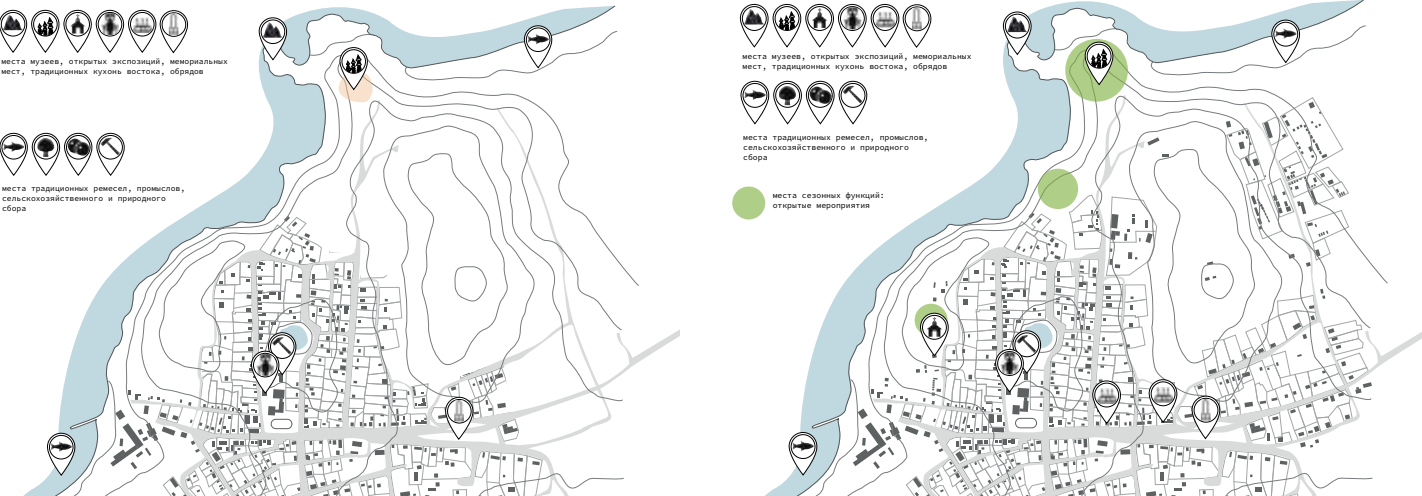 места музеев, открытых экспозиций, мемориальных
мест, традиционных кухонь востока, обрядов
места традиционных ремесел, промыслов,
сельскохозяйственного и природного
сбора
места музеев, открытых экспозиций, мемориальных
мест, традиционных кухонь востока, обрядов
места традиционных ремесел, промыслов,
сельскохозяйственного и природного
сбора
места сезонных функций:
открытые мероприятия